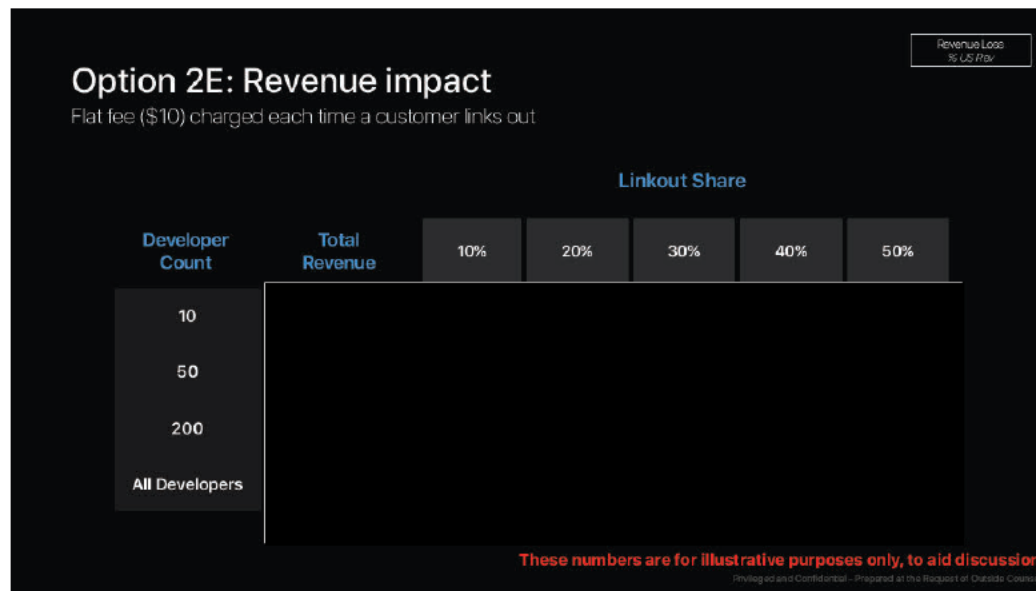 Revenue Loss
% US Rev
Option 2E: Revenue impact
Flat fee ($10) charged each time a customer links out
Linkout Share
Developer Count
Total Revenue
10%
20%
30%
40%
50%
10
50
200
All Developers
These numbers are for illustrative purposes only, to aid discussion
Privileged and Confidential – Prepared at the Request of Outside